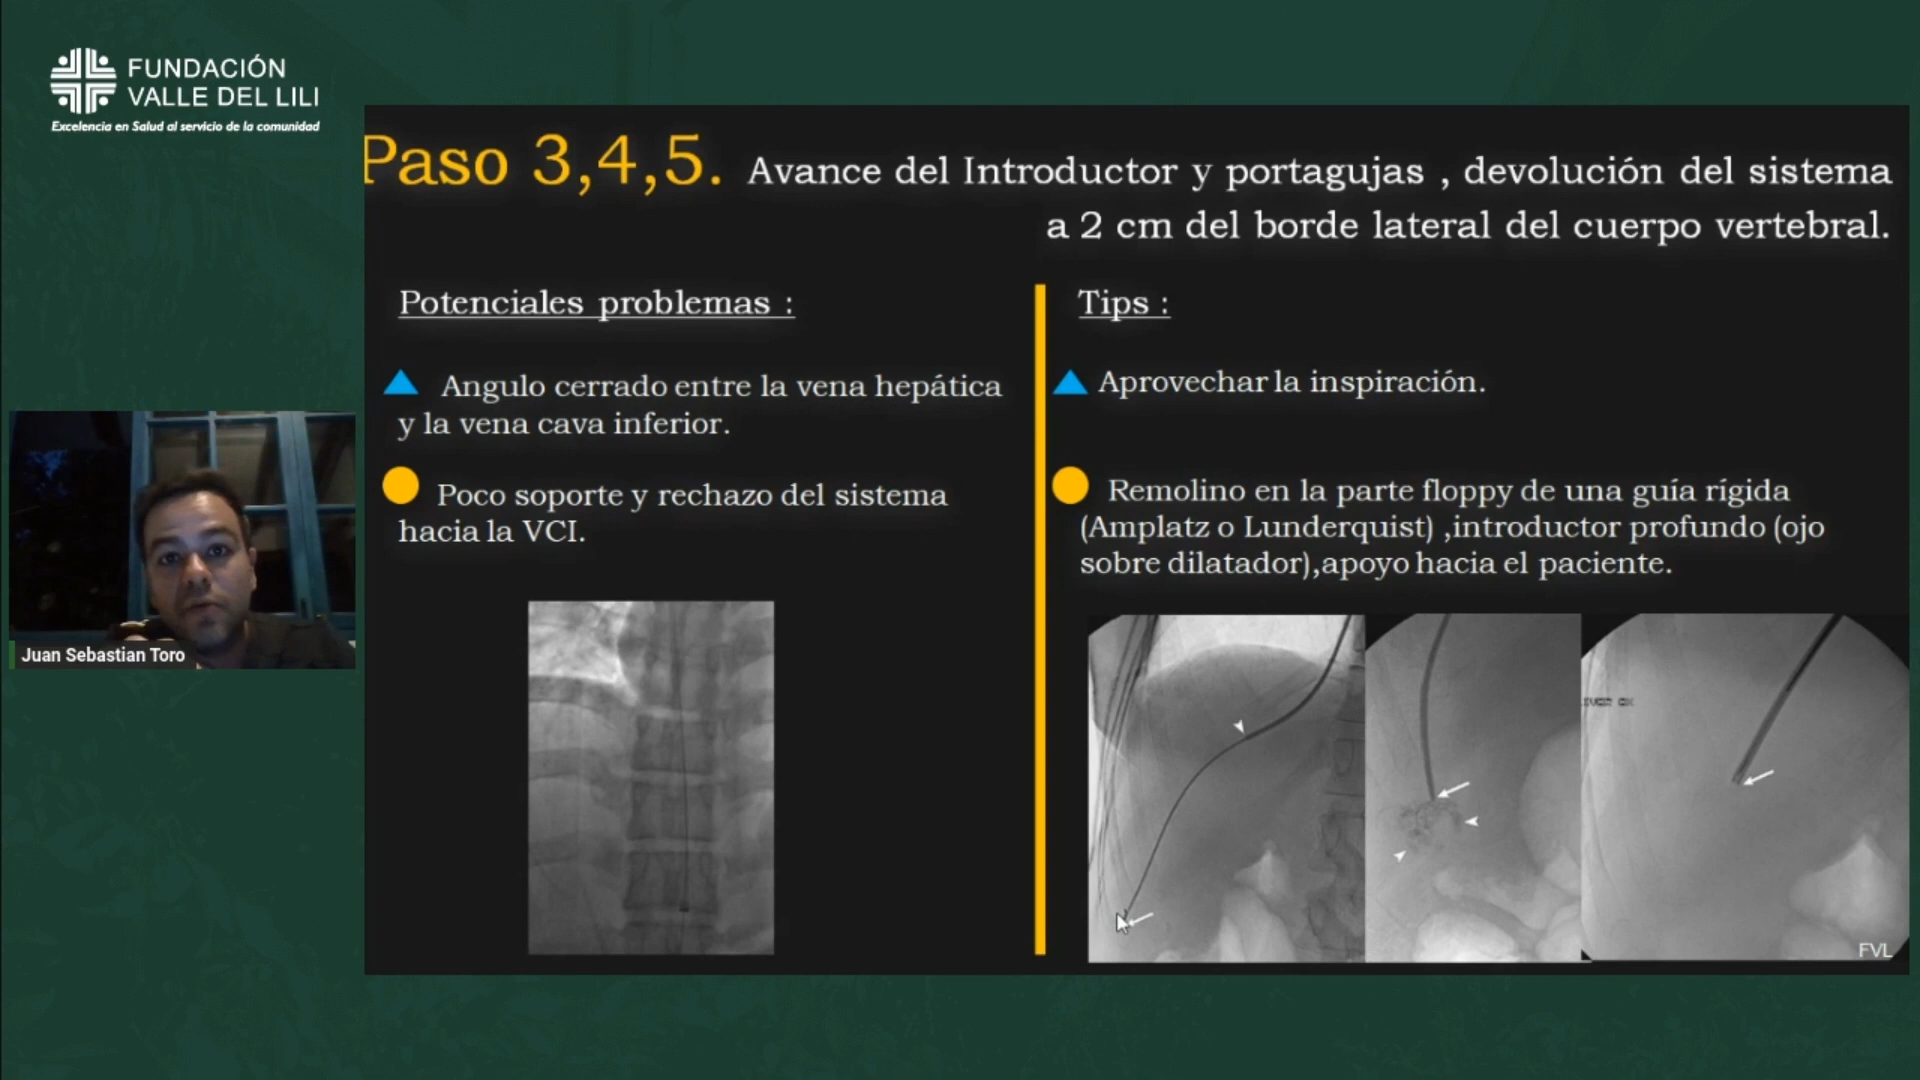 FUNDACIÓN
VALLE DEL LILI
Excelencia en Salud al servicio de la comunidad
Paso 3,4,5. Avance del Introductor y portagujas , devolución del sistema
a 2 cm del borde lateral del cuerpo vertebral.
Potenciales problemas :
Angulo cerrado entre la vena hepática
y la vena cava inferior.
Poco soporte y rechazo del sistema
hacia la VCI.
Tips :
Aprovechar la inspiración.
Remolino en la parte floppy de una guía rígida
(Amplatz o Lunderquist) ,introductor profundo (ojo
sobre dilatador),apoyo hacia el paciente.
FVL
Juan Sebastian Toro